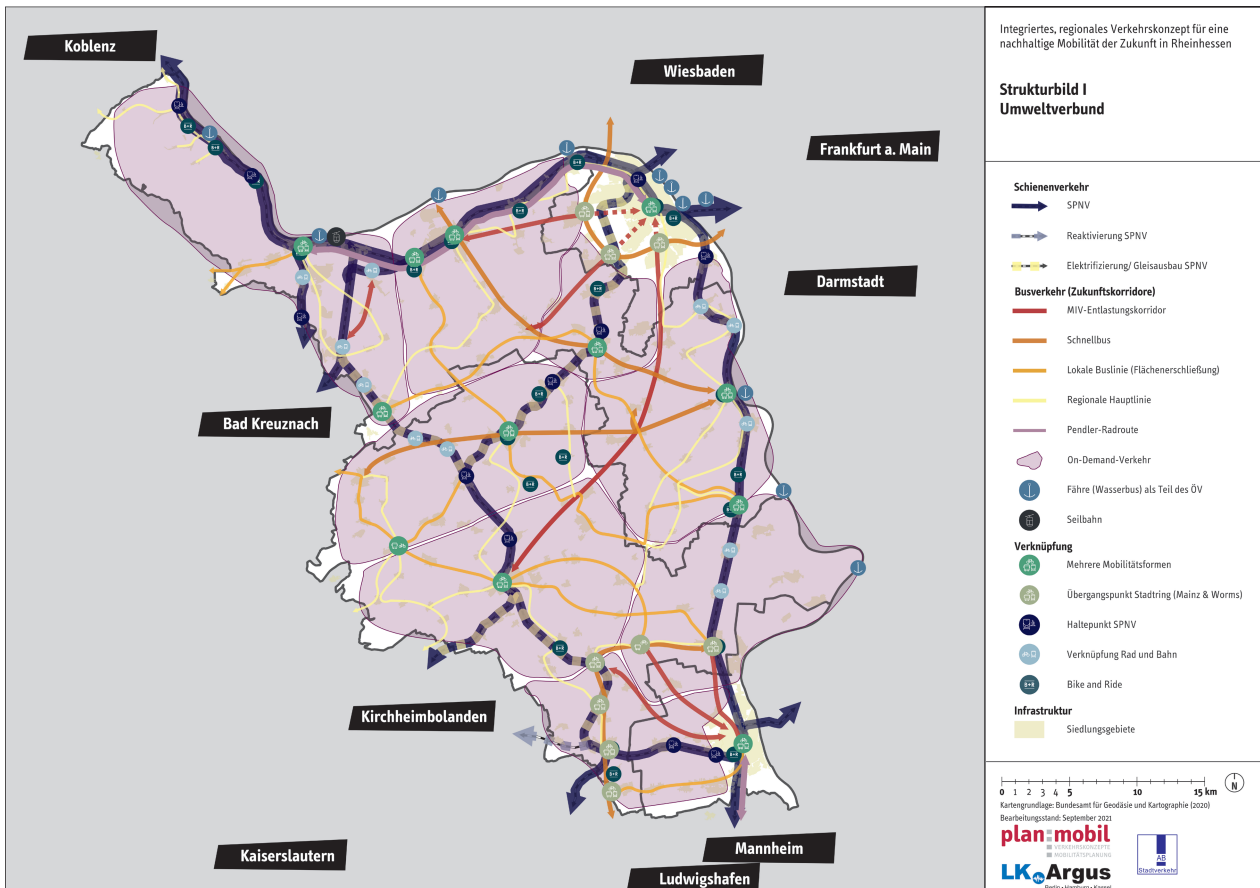 Koblenz
Wiesbaden
Frankfurt a. Main
Darmstadt
Bad Kreuznach
Kirchheimbolanden
Kaiserslautern
Mannheim
Ludwigshafen
Integriertes, regionales Verkehrskonzept für eine
nachhaltige Mobilität der Zukunft in Rheinhessen
Strukturbild I
Umweltverbund
Schienenverkehr
SPNV
Reaktivierung SPNV
Elektrifizierung/ Gleisausbau SPNV
Busverkehr (Zukunftskorridore)
MIV-Entlastungskorridor
Schnellbus
Lokale Buslinie (Flächenerschließung)
Regionale Hauptlinie
Pendler-Radroute
On-Demand-Verkehr
Fähre (Wasserbus) als Teil des ÖV
Seilbahn
Verknüpfung
Mehrere Mobilitätsformen
Übergangspunkt Stadtring (Mainz & Worms)
Haltepunkt SPNV
Verknüpfung Rad und Bahn
B+R Bike and Ride
Infrastruktur
Siedlungsgebiete
0 1 2 3 4 5 10 15 km
N
Kartengrundlage: Bundesamt für Geodäsie und Kartographie (2020)
Bearbeitungsstand: September 2021
plan:mobil
VERKEHRSKONZEPTE
MOBILITÄTSPLANUNG
AB
Stadtverkehr
LK Argus
Berlin • Hamburg • Kassel